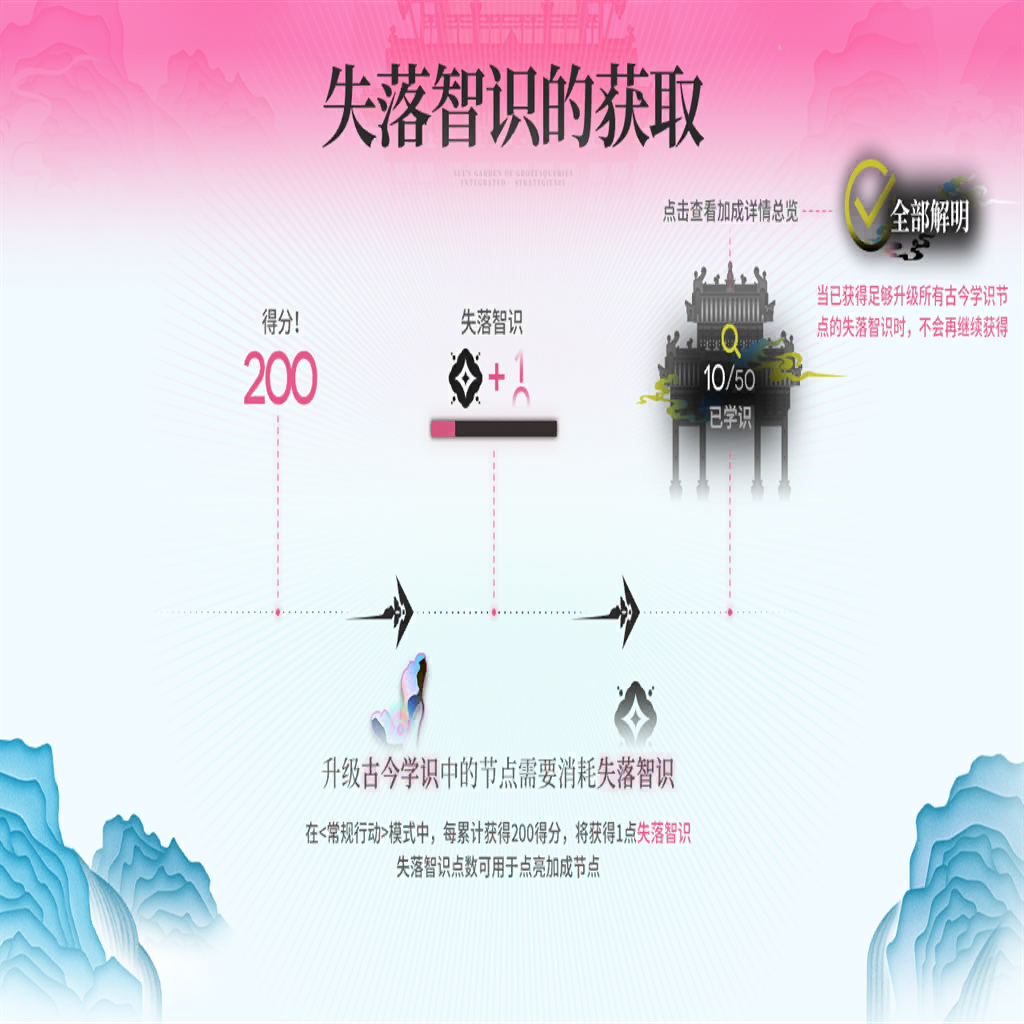 失落智识的获取
SUI'S GARDEN OF GROTESQUERIES
INTEGRATED STRATEGIES
点击查看加成详情总览
全部解明
当已获得足够升级所有古今学识节
点的失落智识时，不会再继续获得
得分!
200
失落智识
+1
10/50
已学识
升级古今学识中的节点需要消耗失落智识
在<常规行动>模式中，每累计获得200得分，将获得1点失落智识
失落智识点数可用于点亮加成节点